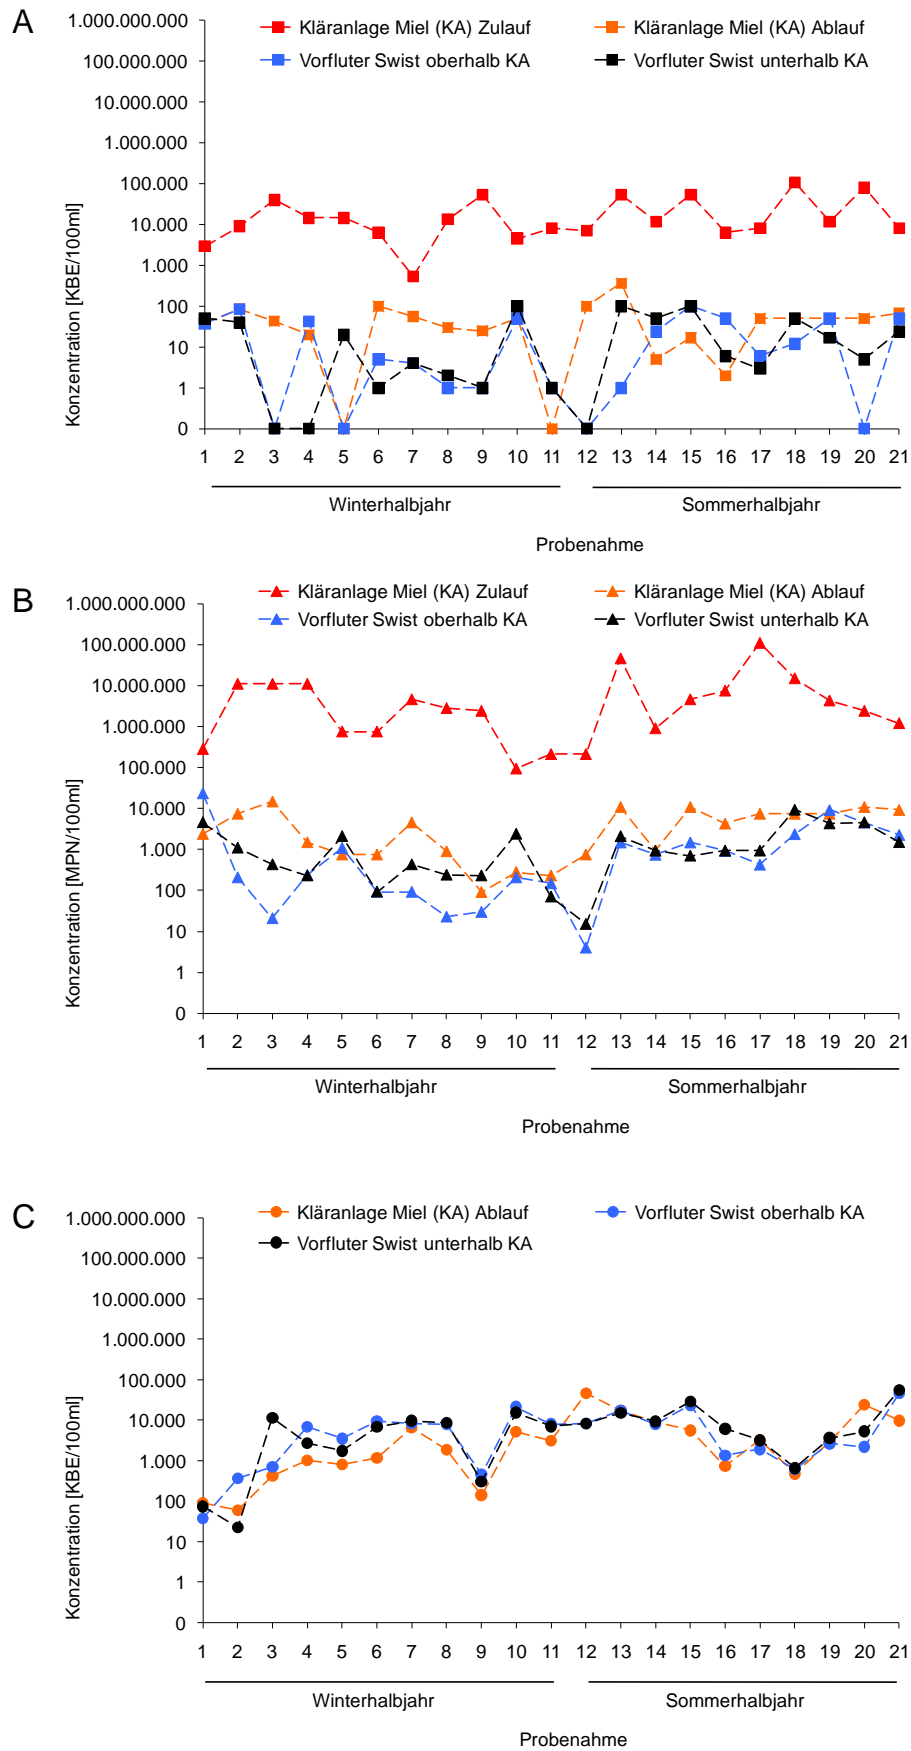 A
Kläranlage Miel (KA) Zulauf
Kläranlage Miel (KA) Ablauf
Vorfluter Swist oberhalb KA
Vorfluter Swist unterhalb KA
Konzentration [KBE/100ml]
1.000.000.000
100.000.000
10.000.000
1.000.000
100.000
10.000
1.000
100
10
1
0
1 2 3 4 5 6 7 8 9 10 11 12 13 14 15 16 17 18 19 20 21
Winterhalbjahr
Sommerhalbjahr
Probenahme
B
Kläranlage Miel (KA) Zulauf
Kläranlage Miel (KA) Ablauf
Vorfluter Swist oberhalb KA
Vorfluter Swist unterhalb KA
Konzentration [MPN/100ml]
1.000.000.000
100.000.000
10.000.000
1.000.000
100.000
10.000
1.000
100
10
1
0
1 2 3 4 5 6 7 8 9 10 11 12 13 14 15 16 17 18 19 20 21
Winterhalbjahr
Sommerhalbjahr
Probenahme
C
Kläranlage Miel (KA) Ablauf
Vorfluter Swist oberhalb KA
Vorfluter Swist unterhalb KA
Konzentration [KBE/100ml]
1.000.000.000
100.000.000
10.000.000
1.000.000
100.000
10.000
1.000
100
10
1
0
1 2 3 4 5 6 7 8 9 10 11 12 13 14 15 16 17 18 19 20 21
Winterhalbjahr
Sommerhalbjahr
Probenahme